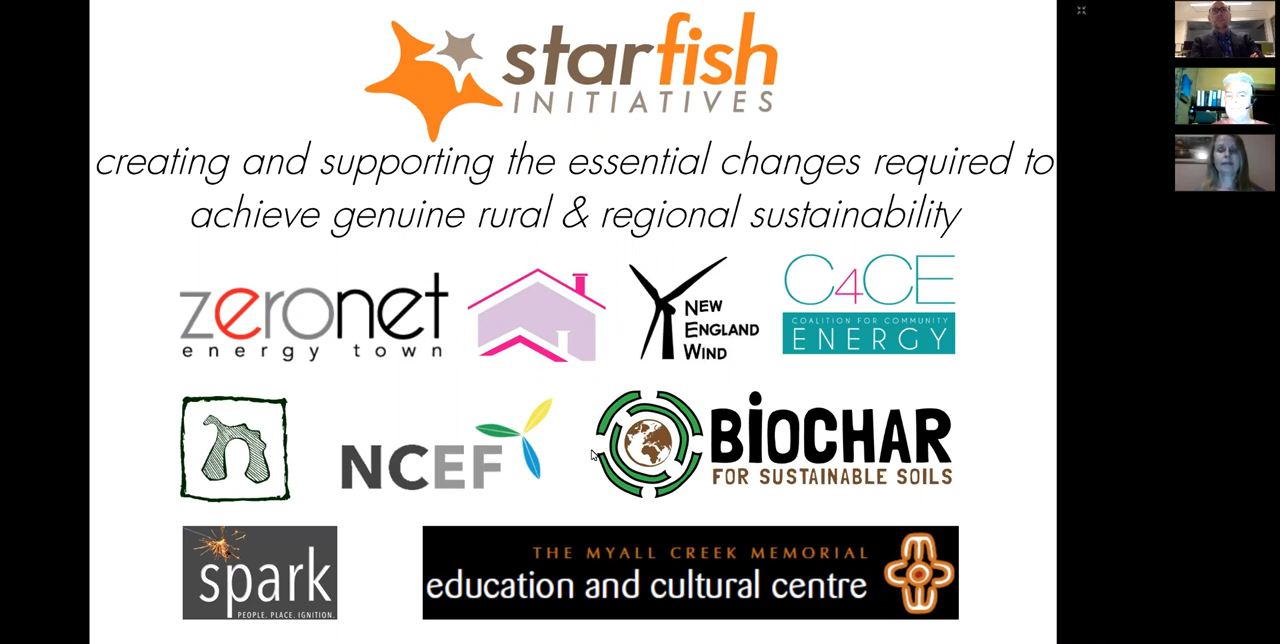 starfish
INITIATIVES
creating and supporting the essential changes required to
achieve genuine rural & regional sustainability
zeronet
energy town
NEW
ENGLAND
WIND
C4CE
COALITION FOR COMMUNITY
ENERGY
n
NCEF
BIOCHAR
FOR SUSTAINABLE SOILS
spark
PEOPLE. PLACE. IGNITION.
THE MYALL CREEK MEMORIAL
education and cultural centre